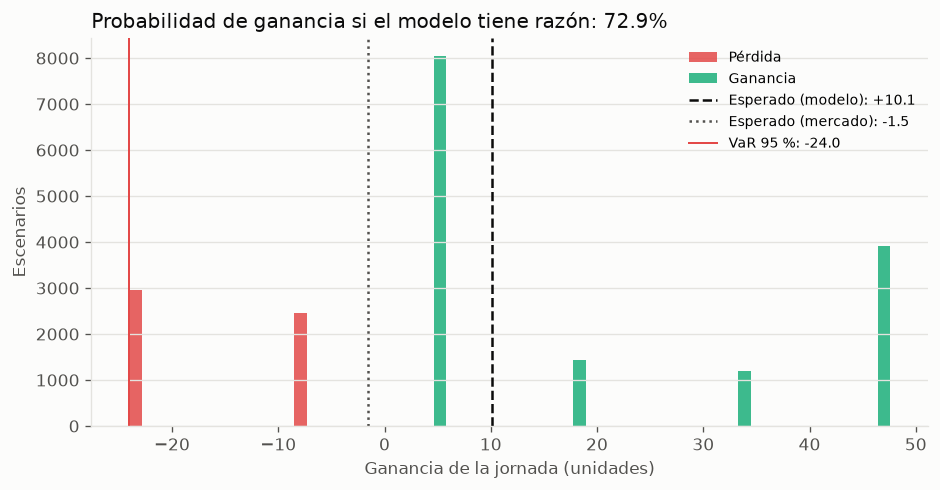 Probabilidad de ganancia si el modelo tiene razón: 72.9%
Pérdida
Ganancia
Esperado (modelo): +10.1
Esperado (mercado): -1.5
VaR 95 %: -24.0
Escenarios
8000
7000
6000
5000
4000
3000
2000
1000
0
−20
−10
0
10
20
30
40
50
Ganancia de la jornada (unidades)